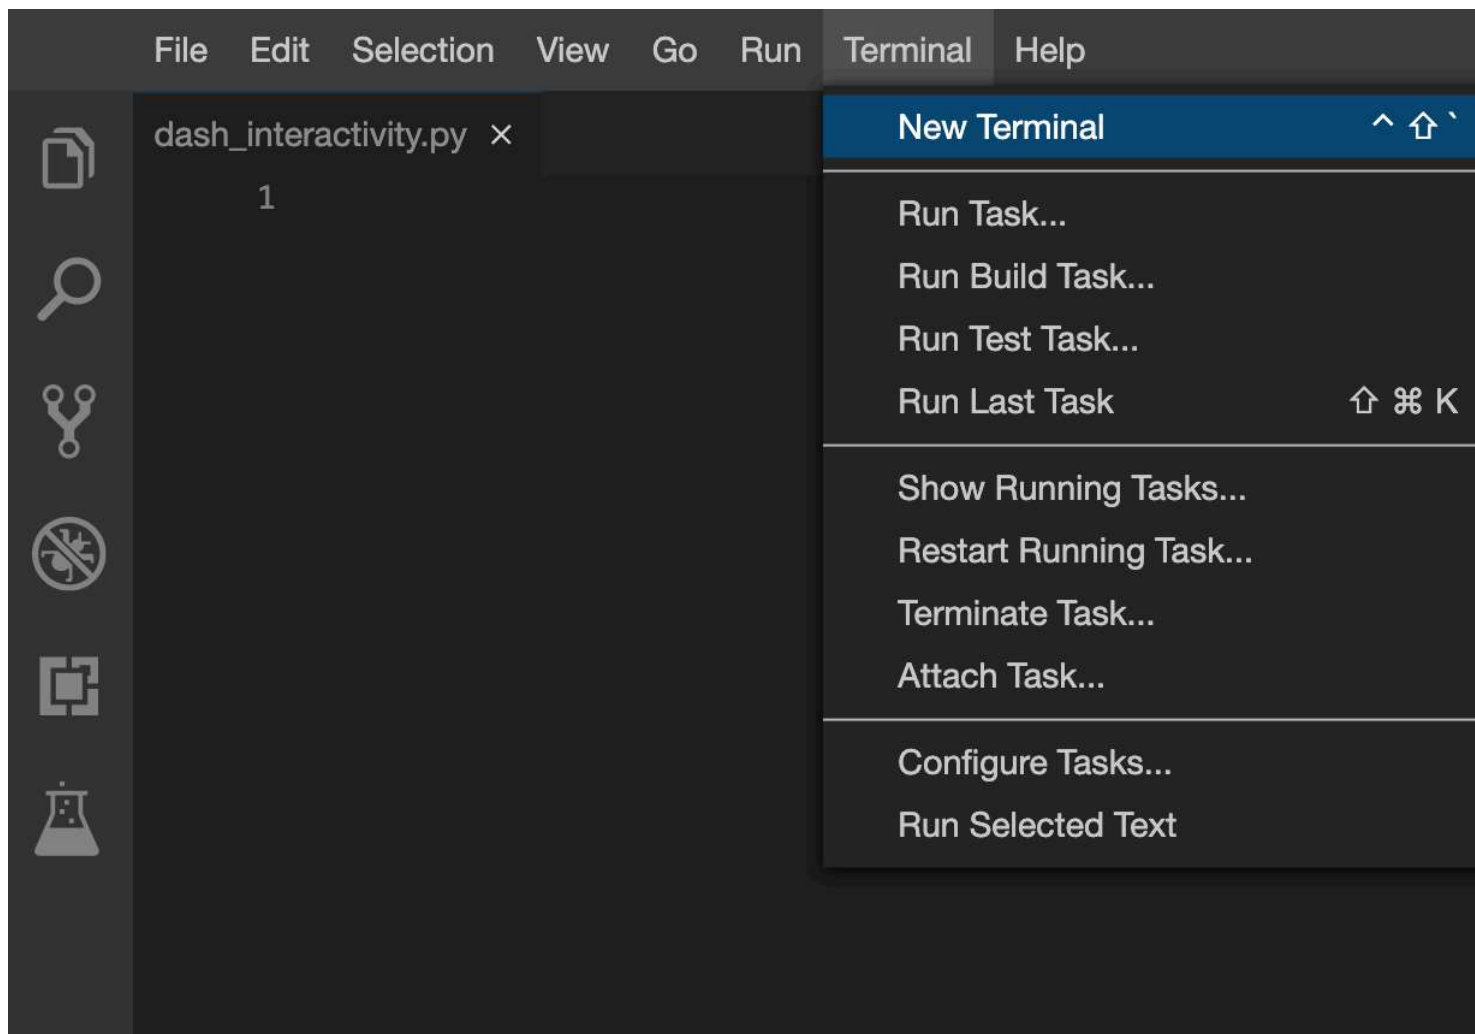 File Edit Selection View Go Run Terminal Help
dash_interactivity.py ×
1
New Terminal ^ ⇧ `
Run Task...
Run Build Task...
Run Test Task...
Run Last Task ⇧ ⌘ K
Show Running Tasks...
Restart Running Task...
Terminate Task...
Attach Task...
Configure Tasks...
Run Selected Text